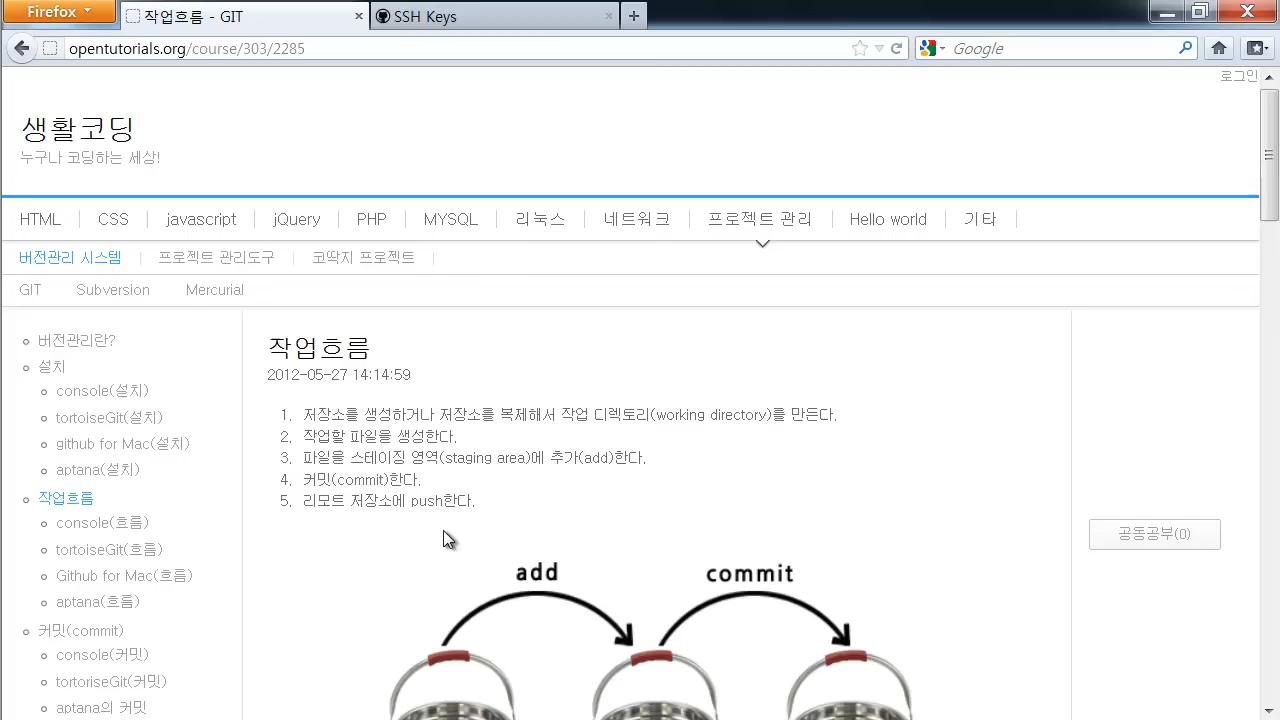 Firefox
작업흐름 - GIT
SSH Keys
opentutorials.org/course/303/2285
Google
로그인
생활코딩
누구나 코딩하는 세상!
HTML CSS javascript jQuery PHP MYSQL 리눅스 네트워크 프로젝트 관리 Hello world 기타
버전관리 시스템 프로젝트 관리도구 코딱지 프로젝트
GIT Subversion Mercurial
버전관리란?
설치
console(설치)
tortoiseGit(설치)
github for Mac(설치)
aptana(설치)
작업흐름
console(흐름)
tortoiseGit(흐름)
Github for Mac(흐름)
aptana(흐름)
커밋(commit)
console(커밋)
tortoriseGit(커밋)
aptana의 커밋
작업흐름
2012-05-27 14:14:59
1. 저장소를 생성하거나 저장소를 복제해서 작업 디렉토리(working directory)를 만든다.
2. 작업할 파일을 생성한다.
3. 파일을 스테이징 영역(staging area)에 추가(add)한다.
4. 커밋(commit)한다.
5. 리모트 저장소에 push한다.
add commit
공동공부(0)